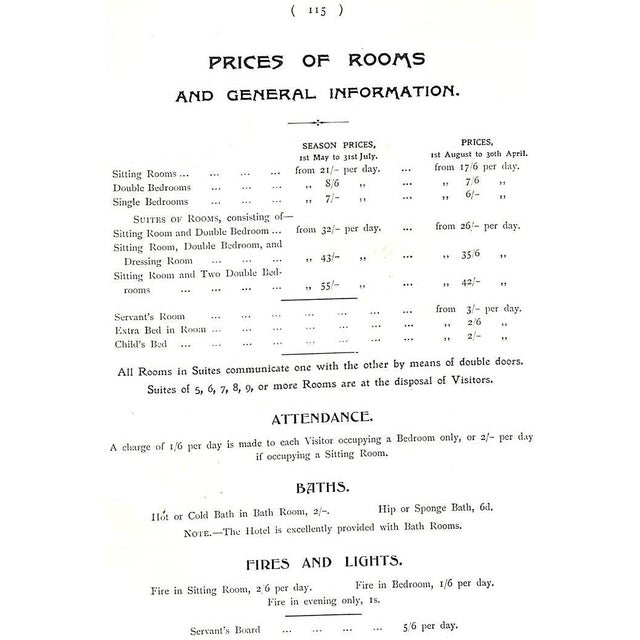 ( 115 )
PRICES OF ROOMS
AND GENERAL INFORMATION.
SEASON PRICES, PRICES,
1st May to 31st July. 1st August to 30th April.
Sitting Rooms ... ... ... ... from 21/- per day. ... from 17/6 per day.
Double Bedrooms ... ... ... „ 8/6 „ ... „ 7/6 „
Single Bedrooms ... ... ... „ 7/- „ ... „ 6/- „
SUITES OF ROOMS, consisting of—
Sitting Room and Double Bedroom ... from 32/- per day. ... from 26/- per day.
Sitting Room, Double Bedroom, and
Dressing Room ... ... ... „ 43/- „ ... „ 35/6 „
Sitting Room and Two Double Bed-
rooms ... ... ... ... „ 55/- „ ... „ 42/- „
Servant's Room ... ... ... ... ... ... from 3/- per day.
Extra Bed in Room ... ... ... ... ... ... „ 2/6 „
Child's Bed ... ... ... ... ... ... ... „ 2/- „
All Rooms in Suites communicate one with the other by means of double doors.
Suites of 5, 6, 7, 8, 9, or more Rooms are at the disposal of Visitors.
ATTENDANCE.
A charge of 1/6 per day is made to each Visitor occupying a Bedroom only, or 2/- per day
if occupying a Sitting Room.
BATHS.
Hot or Cold Bath in Bath Room, 2/-. Hip or Sponge Bath, 6d.
NOTE.—The Hotel is excellently provided with Bath Rooms.
FIRES AND LIGHTS.
Fire in Sitting Room, 2/6 per day. Fire in Bedroom, 1/6 per day.
Fire in evening only, 1s.
Servant's Board ... ... ... ... 5/6 per day.